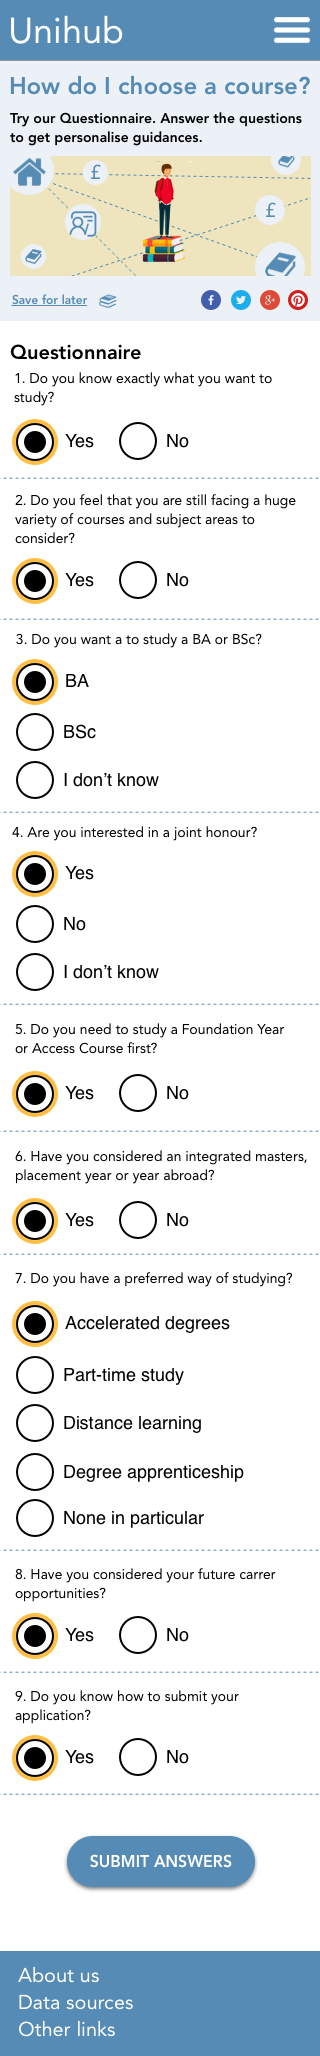 Unihub
How do I choose a course?
Try our Questionnaire. Answer the questions
to get personalise guidances.
£
£
Save for later
f
g+
Questionnaire
1. Do you know exactly what you want to
study?
Yes No
2. Do you feel that you are still facing a huge
variety of courses and subject areas to
consider?
Yes No
3. Do you want a to study a BA or BSc?
BA
BSc
I don't know
4. Are you interested in a joint honour?
Yes
No
I don't know
5. Do you need to study a Foundation Year
or Access Course first?
Yes No
6. Have you considered an integrated masters,
placement year or year abroad?
Yes No
7. Do you have a preferred way of studying?
Accelerated degrees
Part-time study
Distance learning
Degree apprenticeship
None in particular
8. Have you considered your future carrer
opportunities?
Yes No
9. Do you know how to submit your
application?
Yes No
SUBMIT ANSWERS
About us
Data sources
Other links